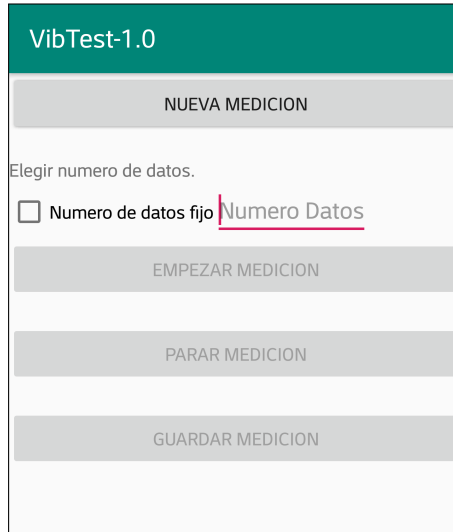 VibTest-1.0
NUEVA MEDICION
Elegir numero de datos.
Numero de datos fijo Numero Datos
EMPEZAR MEDICION
PARAR MEDICION
GUARDAR MEDICION